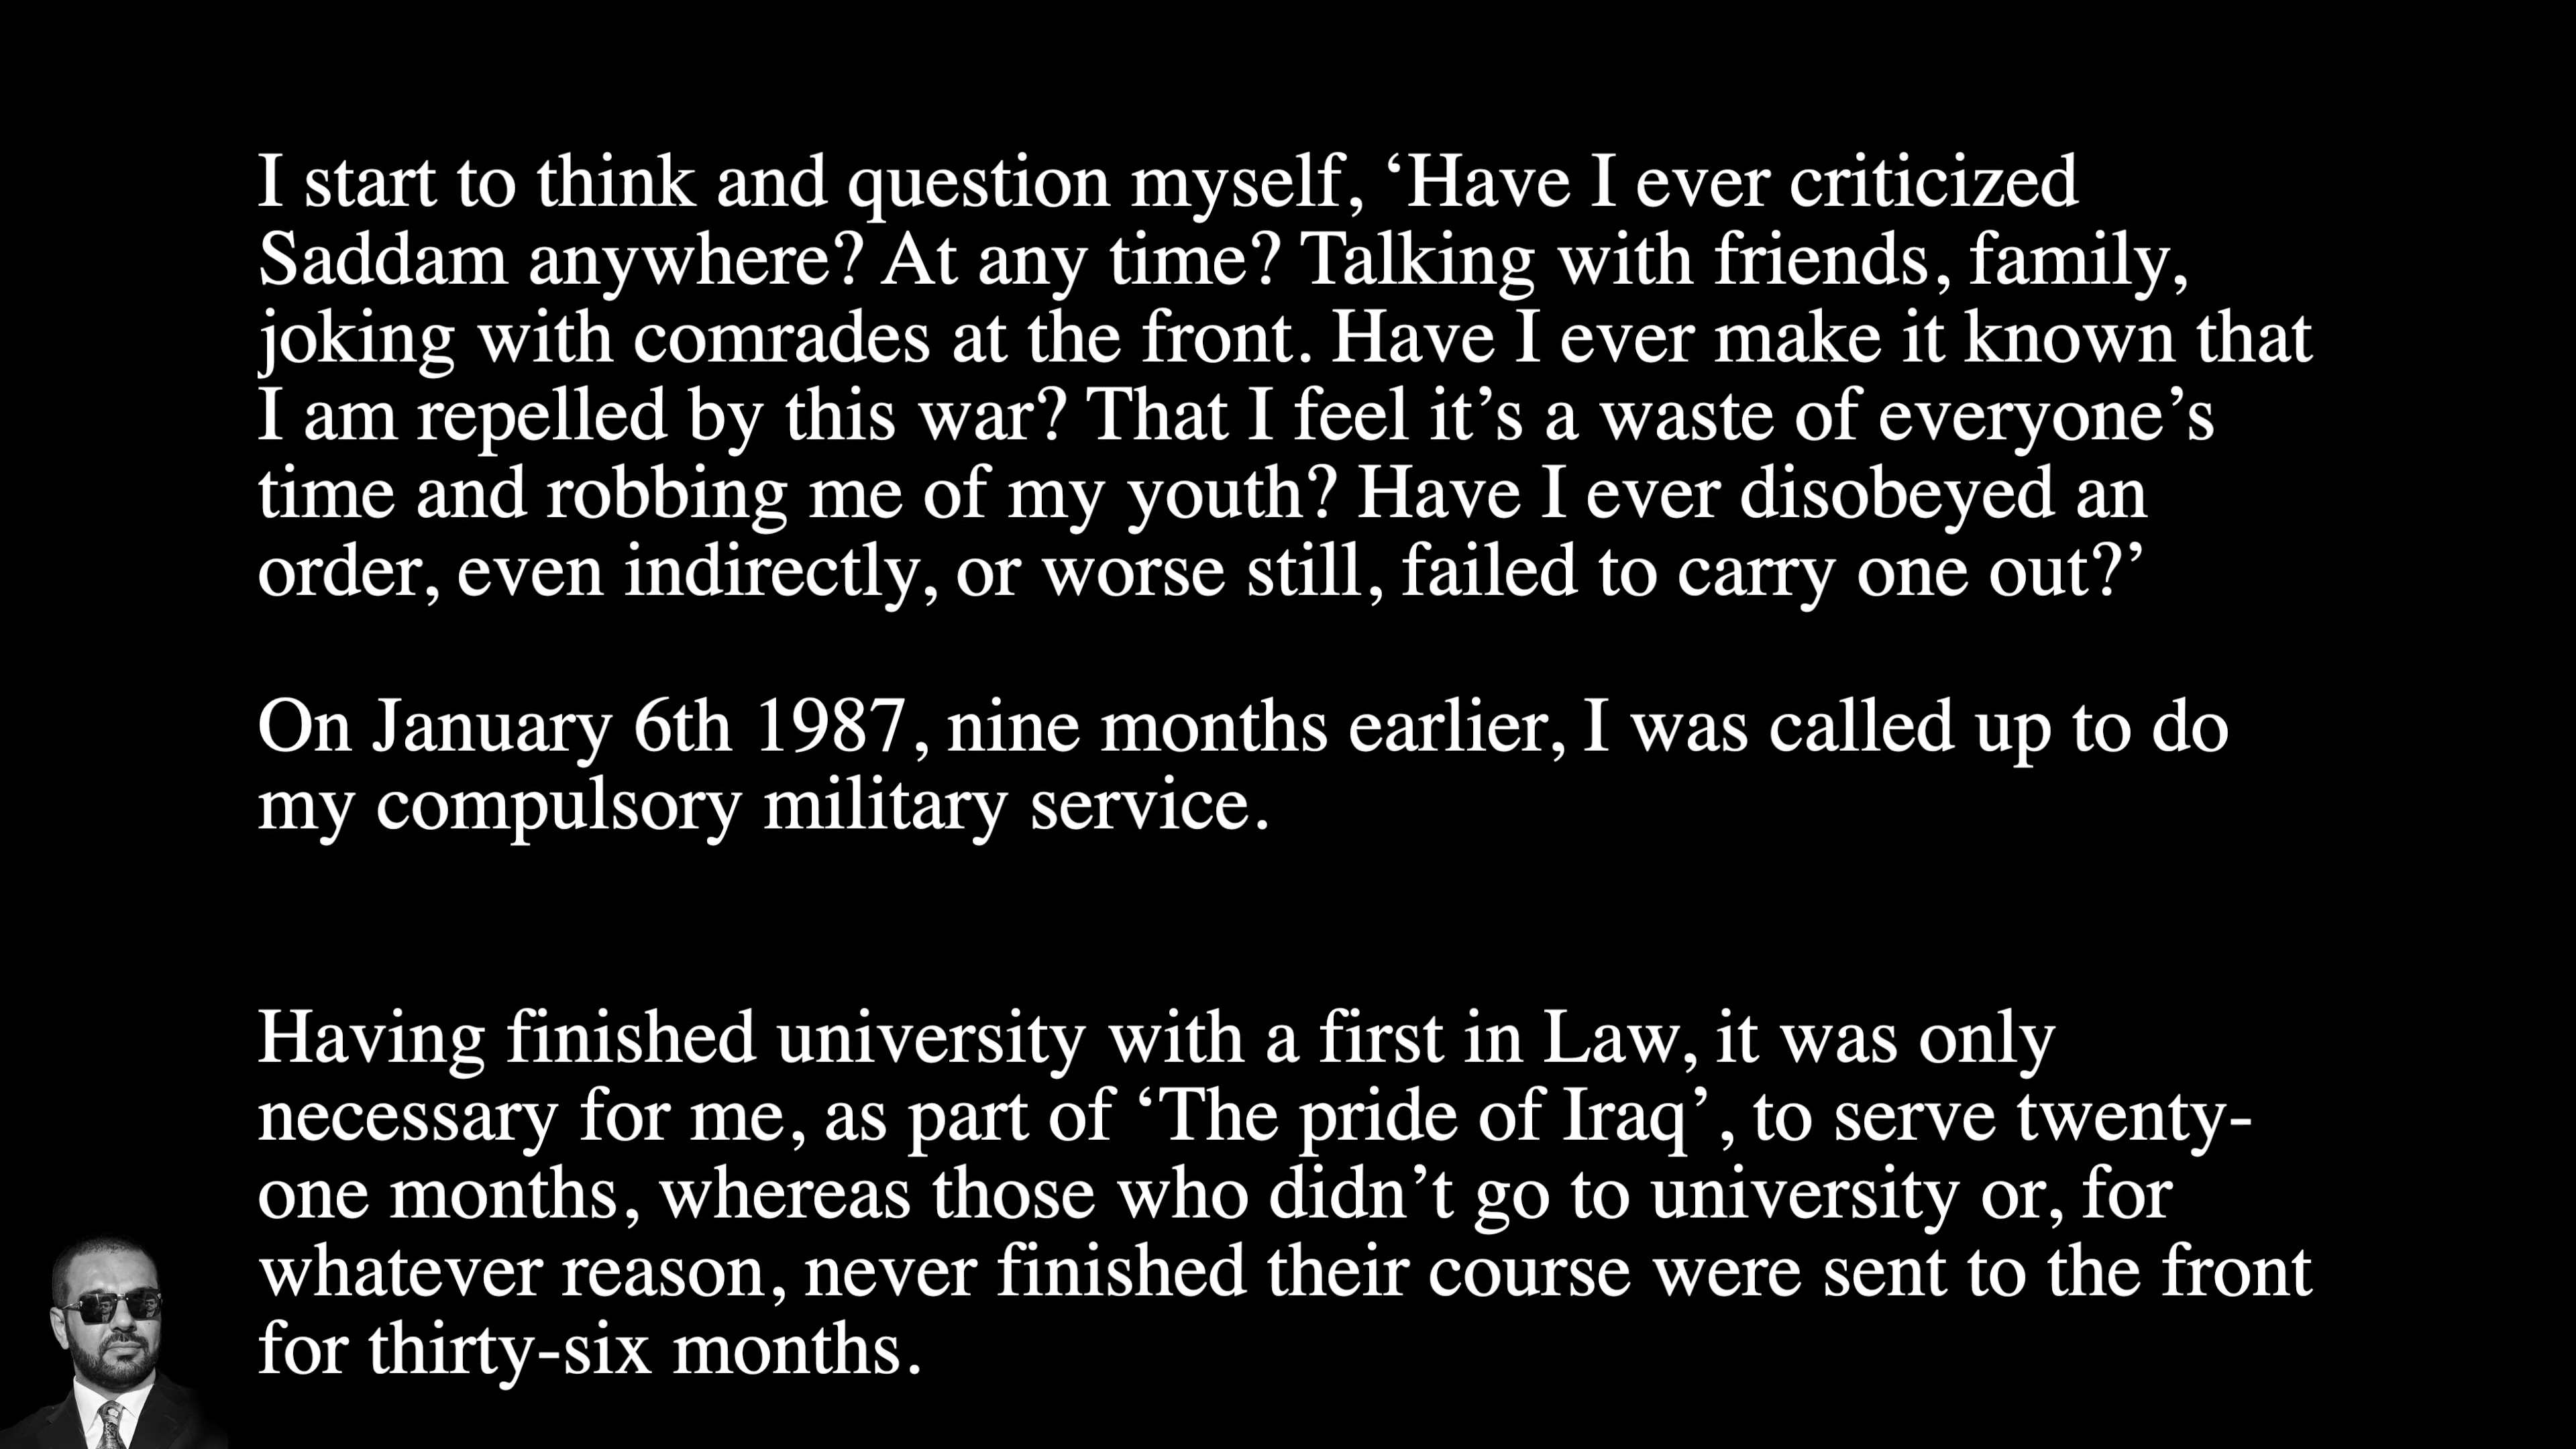 I start to think and question myself, ‘Have I ever criticized
Saddam anywhere? At any time? Talking with friends, family,
joking with comrades at the front. Have I ever make it known that
I am repelled by this war? That I feel it’s a waste of everyone’s
time and robbing me of my youth? Have I ever disobeyed an
order, even indirectly, or worse still, failed to carry one out?’
On January 6th 1987, nine months earlier, I was called up to do
my compulsory military service.
Having finished university with a first in Law, it was only
necessary for me, as part of ‘The pride of Iraq’, to serve twenty-
one months, whereas those who didn’t go to university or, for
whatever reason, never finished their course were sent to the front
for thirty-six months.